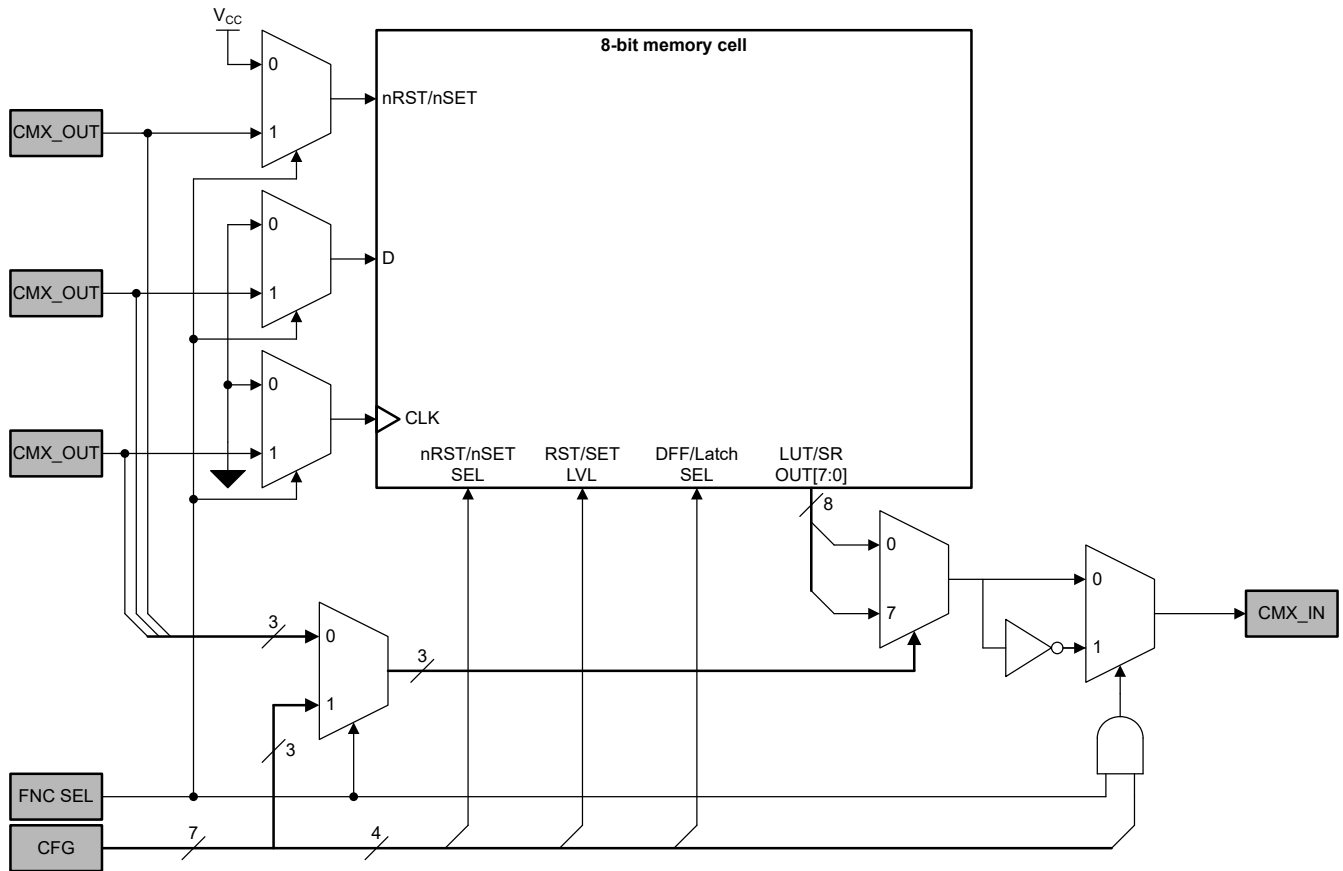 VCC
8-bit memory cell
0
nRST/nSET
CMX_OUT
1
0
D
CMX_OUT
1
0
CLK
CMX_OUT
1
nRST/nSET
SEL
RST/SET
LVL
DFF/Latch
SEL
LUT/SR
OUT[7:0]
8
0
7
0
1
CMX_IN
3
0
3
1
3
FNC SEL
CFG
7
4